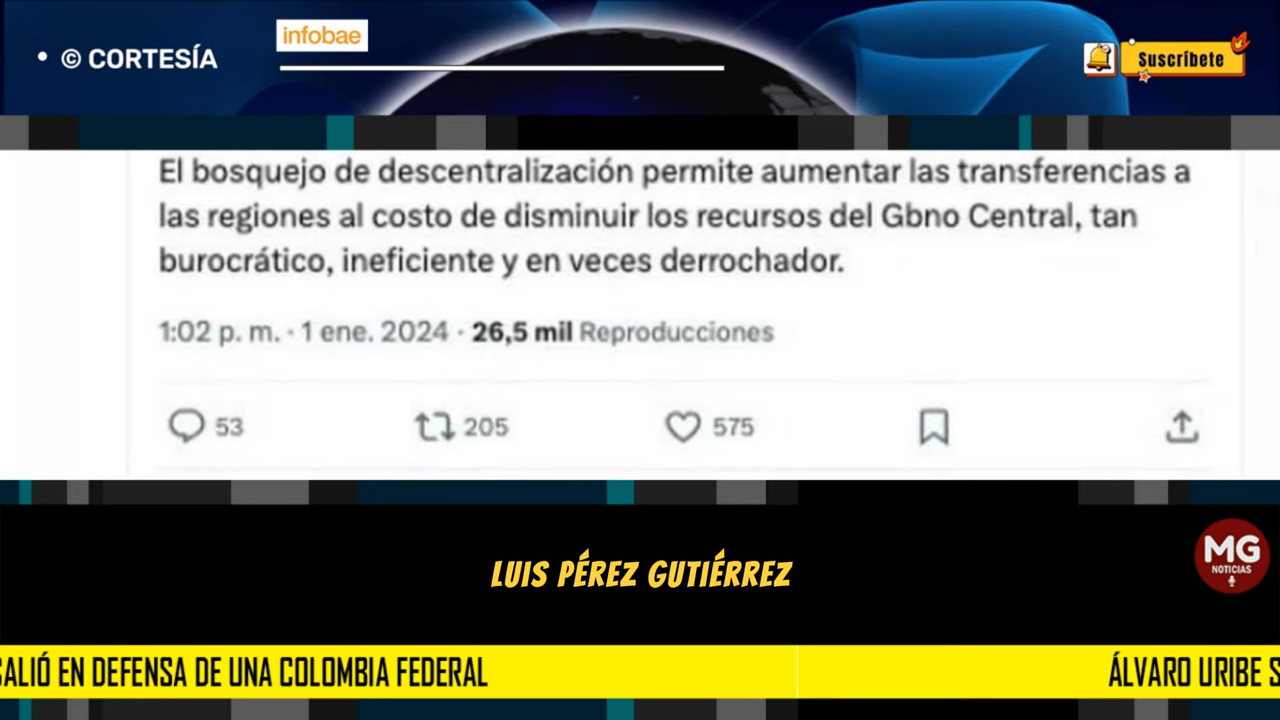 • © CORTESÍA
infobae
Suscríbete
El bosquejo de descentralización permite aumentar las transferencias a
las regiones al costo de disminuir los recursos del Gbno Central, tan
burocrático, ineficiente y en veces derrochador.
1:02 p. m. · 1 ene. 2024 · 26,5 mil Reproducciones
53 205 575
LUIS PÉREZ GUTIÉRREZ
MG
NOTICIAS
SALIÓ EN DEFENSA DE UNA COLOMBIA FEDERAL ÁLVARO URIBE S